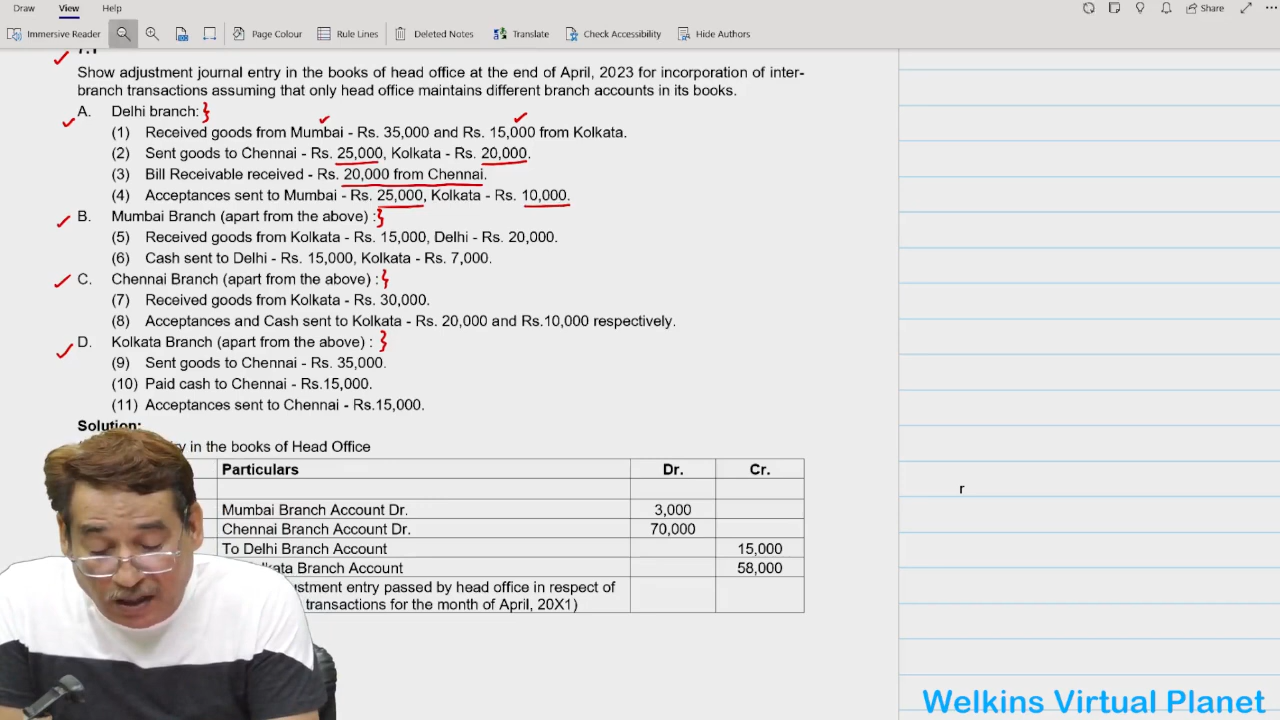 Draw View Help
Immersive Reader Page Colour Rule Lines Deleted Notes Translate Check Accessibility Hide Authors Share
Show adjustment journal entry in the books of head office at the end of April, 2023 for incorporation of inter-
branch transactions assuming that only head office maintains different branch accounts in its books.
A. Delhi branch:
(1) Received goods from Mumbai - Rs. 35,000 and Rs. 15,000 from Kolkata.
(2) Sent goods to Chennai - Rs. 25,000, Kolkata - Rs. 20,000.
(3) Bill Receivable received - Rs. 20,000 from Chennai.
(4) Acceptances sent to Mumbai - Rs. 25,000, Kolkata - Rs. 10,000.
B. Mumbai Branch (apart from the above) :
(5) Received goods from Kolkata - Rs. 15,000, Delhi - Rs. 20,000.
(6) Cash sent to Delhi - Rs. 15,000, Kolkata - Rs. 7,000.
C. Chennai Branch (apart from the above) :
(7) Received goods from Kolkata - Rs. 30,000.
(8) Acceptances and Cash sent to Kolkata - Rs. 20,000 and Rs.10,000 respectively.
D. Kolkata Branch (apart from the above) :
(9) Sent goods to Chennai - Rs. 35,000.
(10) Paid cash to Chennai - Rs.15,000.
(11) Acceptances sent to Chennai - Rs.15,000.
Solution:
in the books of Head Office
Particulars Dr. Cr.
Mumbai Branch Account Dr. 3,000
Chennai Branch Account Dr. 70,000
To Delhi Branch Account 15,000
Branch Account 58,000
entry passed by head office in respect of
transactions for the month of April, 20X1)
r
Welkins Virtual Planet